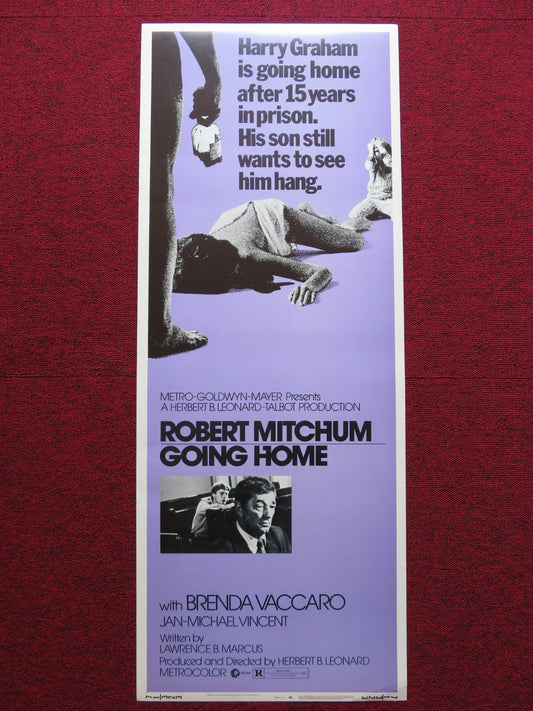 Harry Graham
is going home
after 15 years
in prison.
His son still
wants to see
him hang.
METRO-GOLDWYN-MAYER Presents
A HERBERT B. LEONARD-TALBOT PRODUCTION
ROBERT MITCHUM
GOING HOME
with BRENDA VACCARO
JAN-MICHAEL VINCENT
Written by
LAWRENCE B. MARCUS
Produced and Directed by HERBERT B. LEONARD
METROCOLOR MGM R